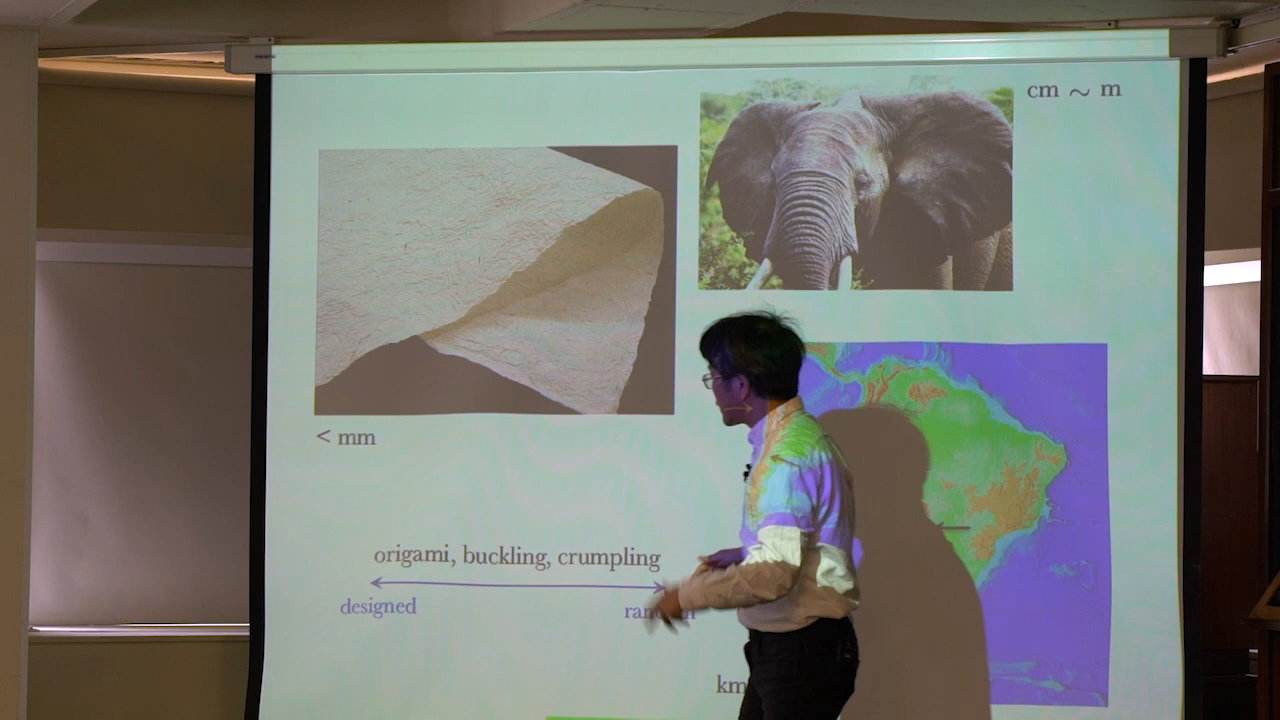 cm ~ m
< mm
origami, buckling, crumpling
designed
km